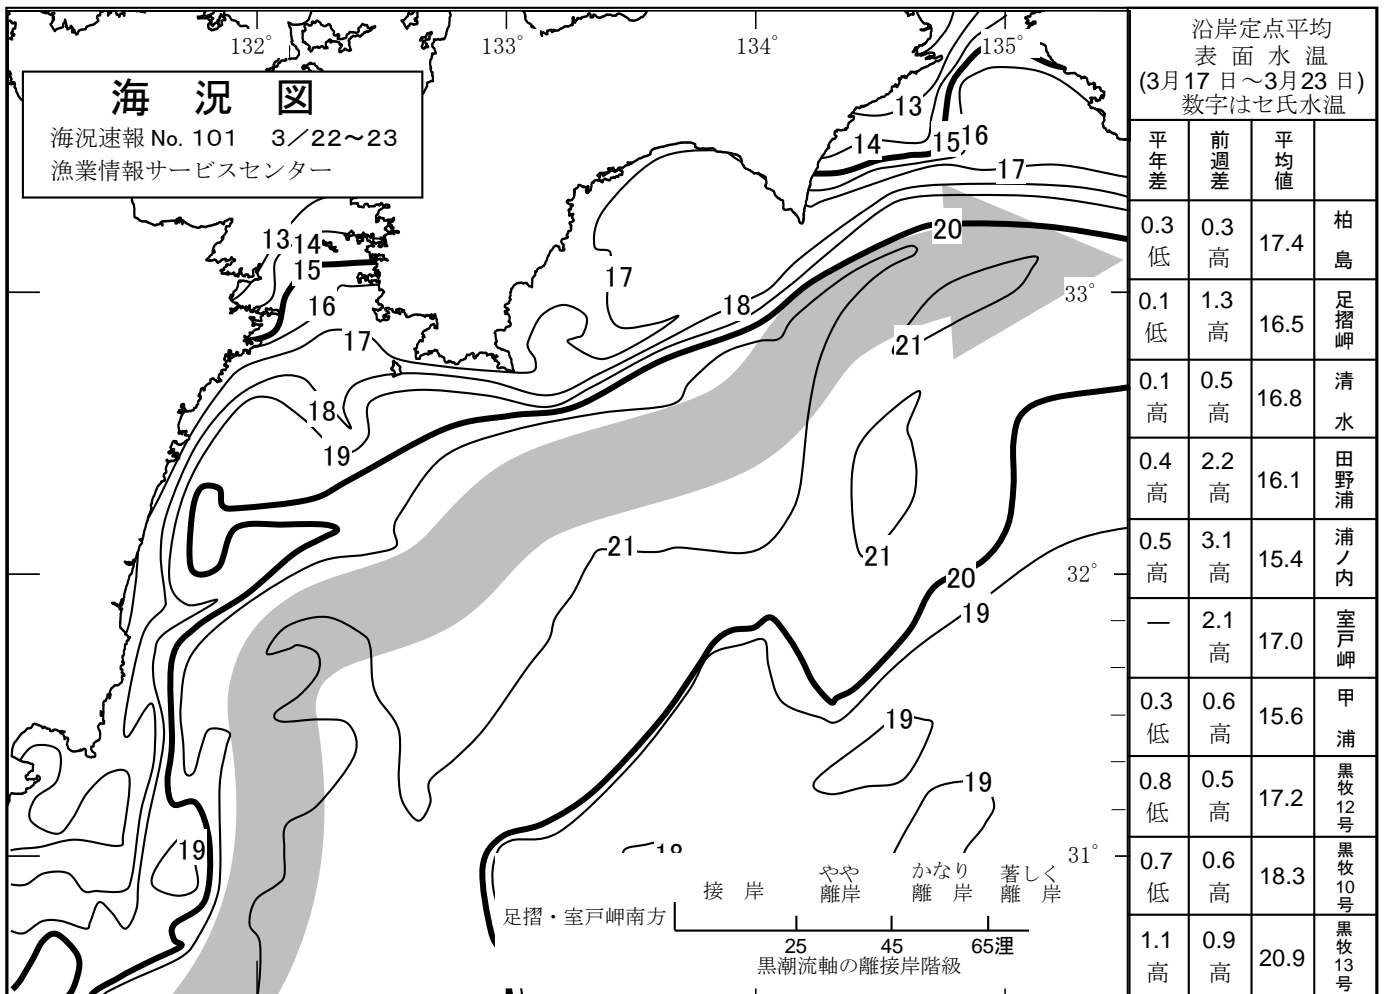 海況図
海況速報 No. 101 3／22～23
漁業情報サービスセンター
132°
133°
134°
135°
13
14
15
16
17
20
13
14
15
16
17
17
18
33°
21
18
19
21
21
20
32°
19
19
19
19
18
31°
接岸
やや離岸
かなり離岸
著しく離岸
足摺・室戸岬南方
25 45 65浬
黒潮流軸の離接岸階級
沿岸定点平均
表面水温
(3月17日～3月23日)
数字はセ氏水温
平年差 前週差 平均値
0.3低 0.3高 17.4 柏島
0.1低 1.3高 16.5 足摺岬
0.1高 0.5高 16.8 清水
0.4高 2.2高 16.1 田野浦
0.5高 3.1高 15.4 浦ノ内
— 2.1高 17.0 室戸岬
0.3低 0.6高 15.6 甲浦
0.8低 0.5高 17.2 黒牧12号
0.7低 0.6高 18.3 黒牧10号
1.1高 0.9高 20.9 黒牧13号